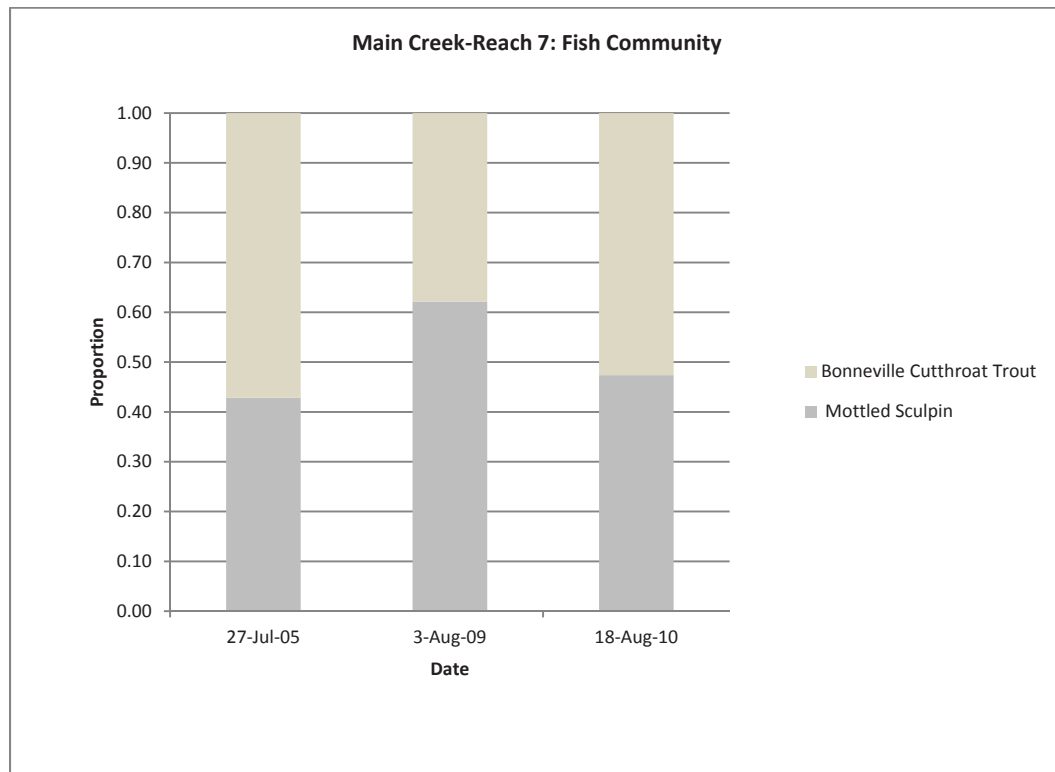 Main Creek-Reach 7: Fish Community
1.00
0.90
0.80
0.70
0.60
0.50
0.40
0.30
0.20
0.10
0.00
Proportion
27-Jul-05 3-Aug-09 18-Aug-10
Date
Bonneville Cutthroat Trout
Mottled Sculpin